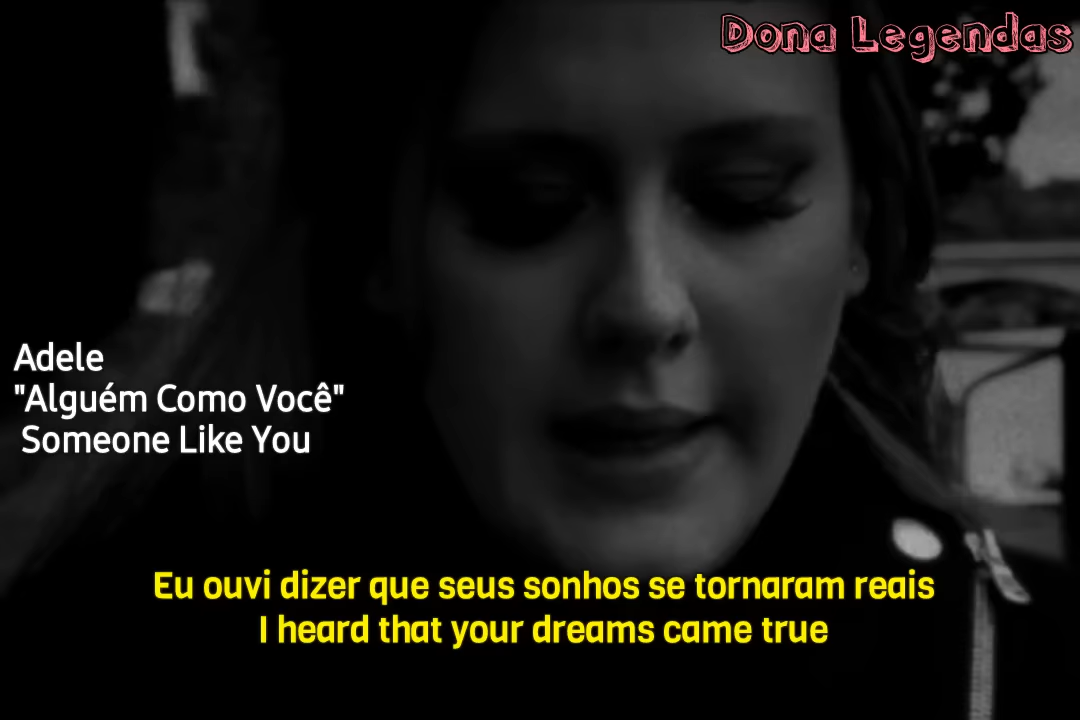 Dona Legendas
Adele
"Alguém Como Você"
Someone Like You
Eu ouvi dizer que seus sonhos se tornaram reais
I heard that your dreams came true